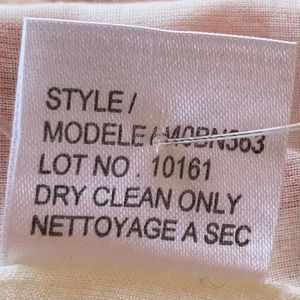 STYLE /
MODELE /
LOT NO. 10161
DRY CLEAN ONLY
NETTOYAGE A SEC